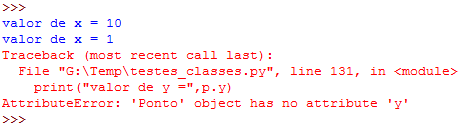 >>>
valor de x = 10
valor de x = 1
Traceback (most recent call last):
  File "G:\Temp\testes_classes.py", line 131, in <module>
    print("valor de y =",p.y)
AttributeError: 'Ponto' object has no attribute 'y'
>>>